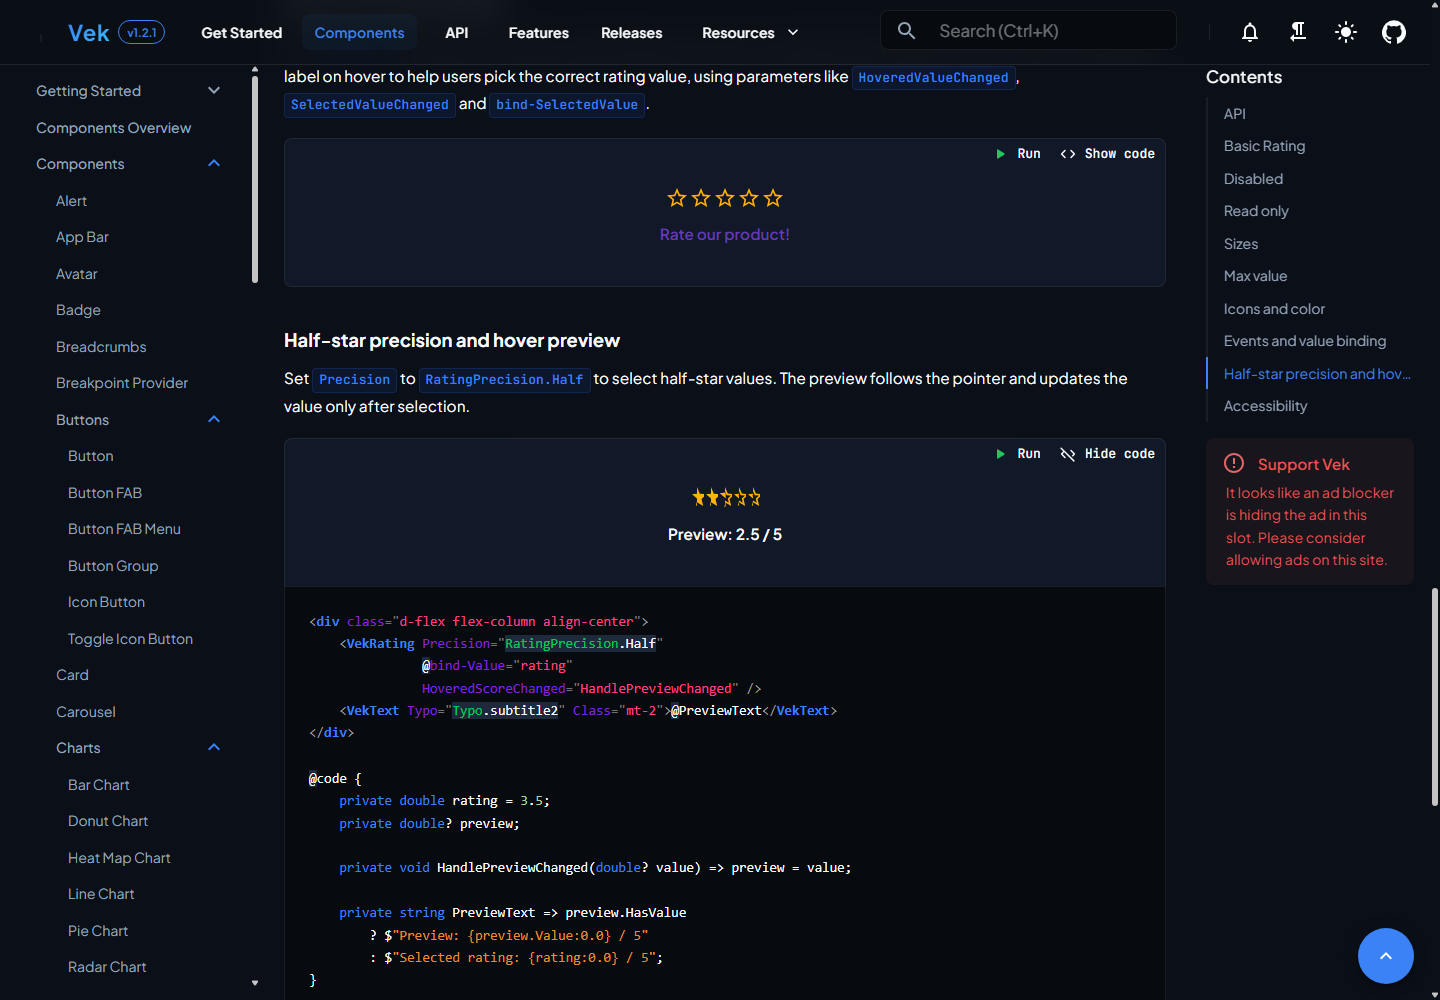 Vek v1.2.1 Get Started Components API Features Releases Resources Search (Ctrl+K)
Getting Started
Components Overview
Components
Alert
App Bar
Avatar
Badge
Breadcrumbs
Breakpoint Provider
Buttons
Button
Button FAB
Button FAB Menu
Button Group
Icon Button
Toggle Icon Button
Card
Carousel
Charts
Bar Chart
Donut Chart
Heat Map Chart
Line Chart
Pie Chart
Radar Chart
label on hover to help users pick the correct rating value, using parameters like HoveredValueChanged,
SelectedValueChanged and bind-SelectedValue.
Run <> Show code
Rate our product!
Half-star precision and hover preview
Set Precision to RatingPrecision.Half to select half-star values. The preview follows the pointer and updates the
value only after selection.
Run Hide code
Preview: 2.5 / 5
<div class="d-flex flex-column align-center">
    <VekRating Precision="RatingPrecision.Half"
               @bind-Value="rating"
               HoveredScoreChanged="HandlePreviewChanged" />
    <VekText Typo="Typo.subtitle2" Class="mt-2">@PreviewText</VekText>
</div>
@code {
    private double rating = 3.5;
    private double? preview;
    private void HandlePreviewChanged(double? value) => preview = value;
    private string PreviewText => preview.HasValue
        ? $"Preview: {preview.Value:0.0} / 5"
        : $"Selected rating: {rating:0.0} / 5";
}
Contents
API
Basic Rating
Disabled
Read only
Sizes
Max value
Icons and color
Events and value binding
Half-star precision and hov...
Accessibility
Support Vek
It looks like an ad blocker
is hiding the ad in this
slot. Please consider
allowing ads on this site.